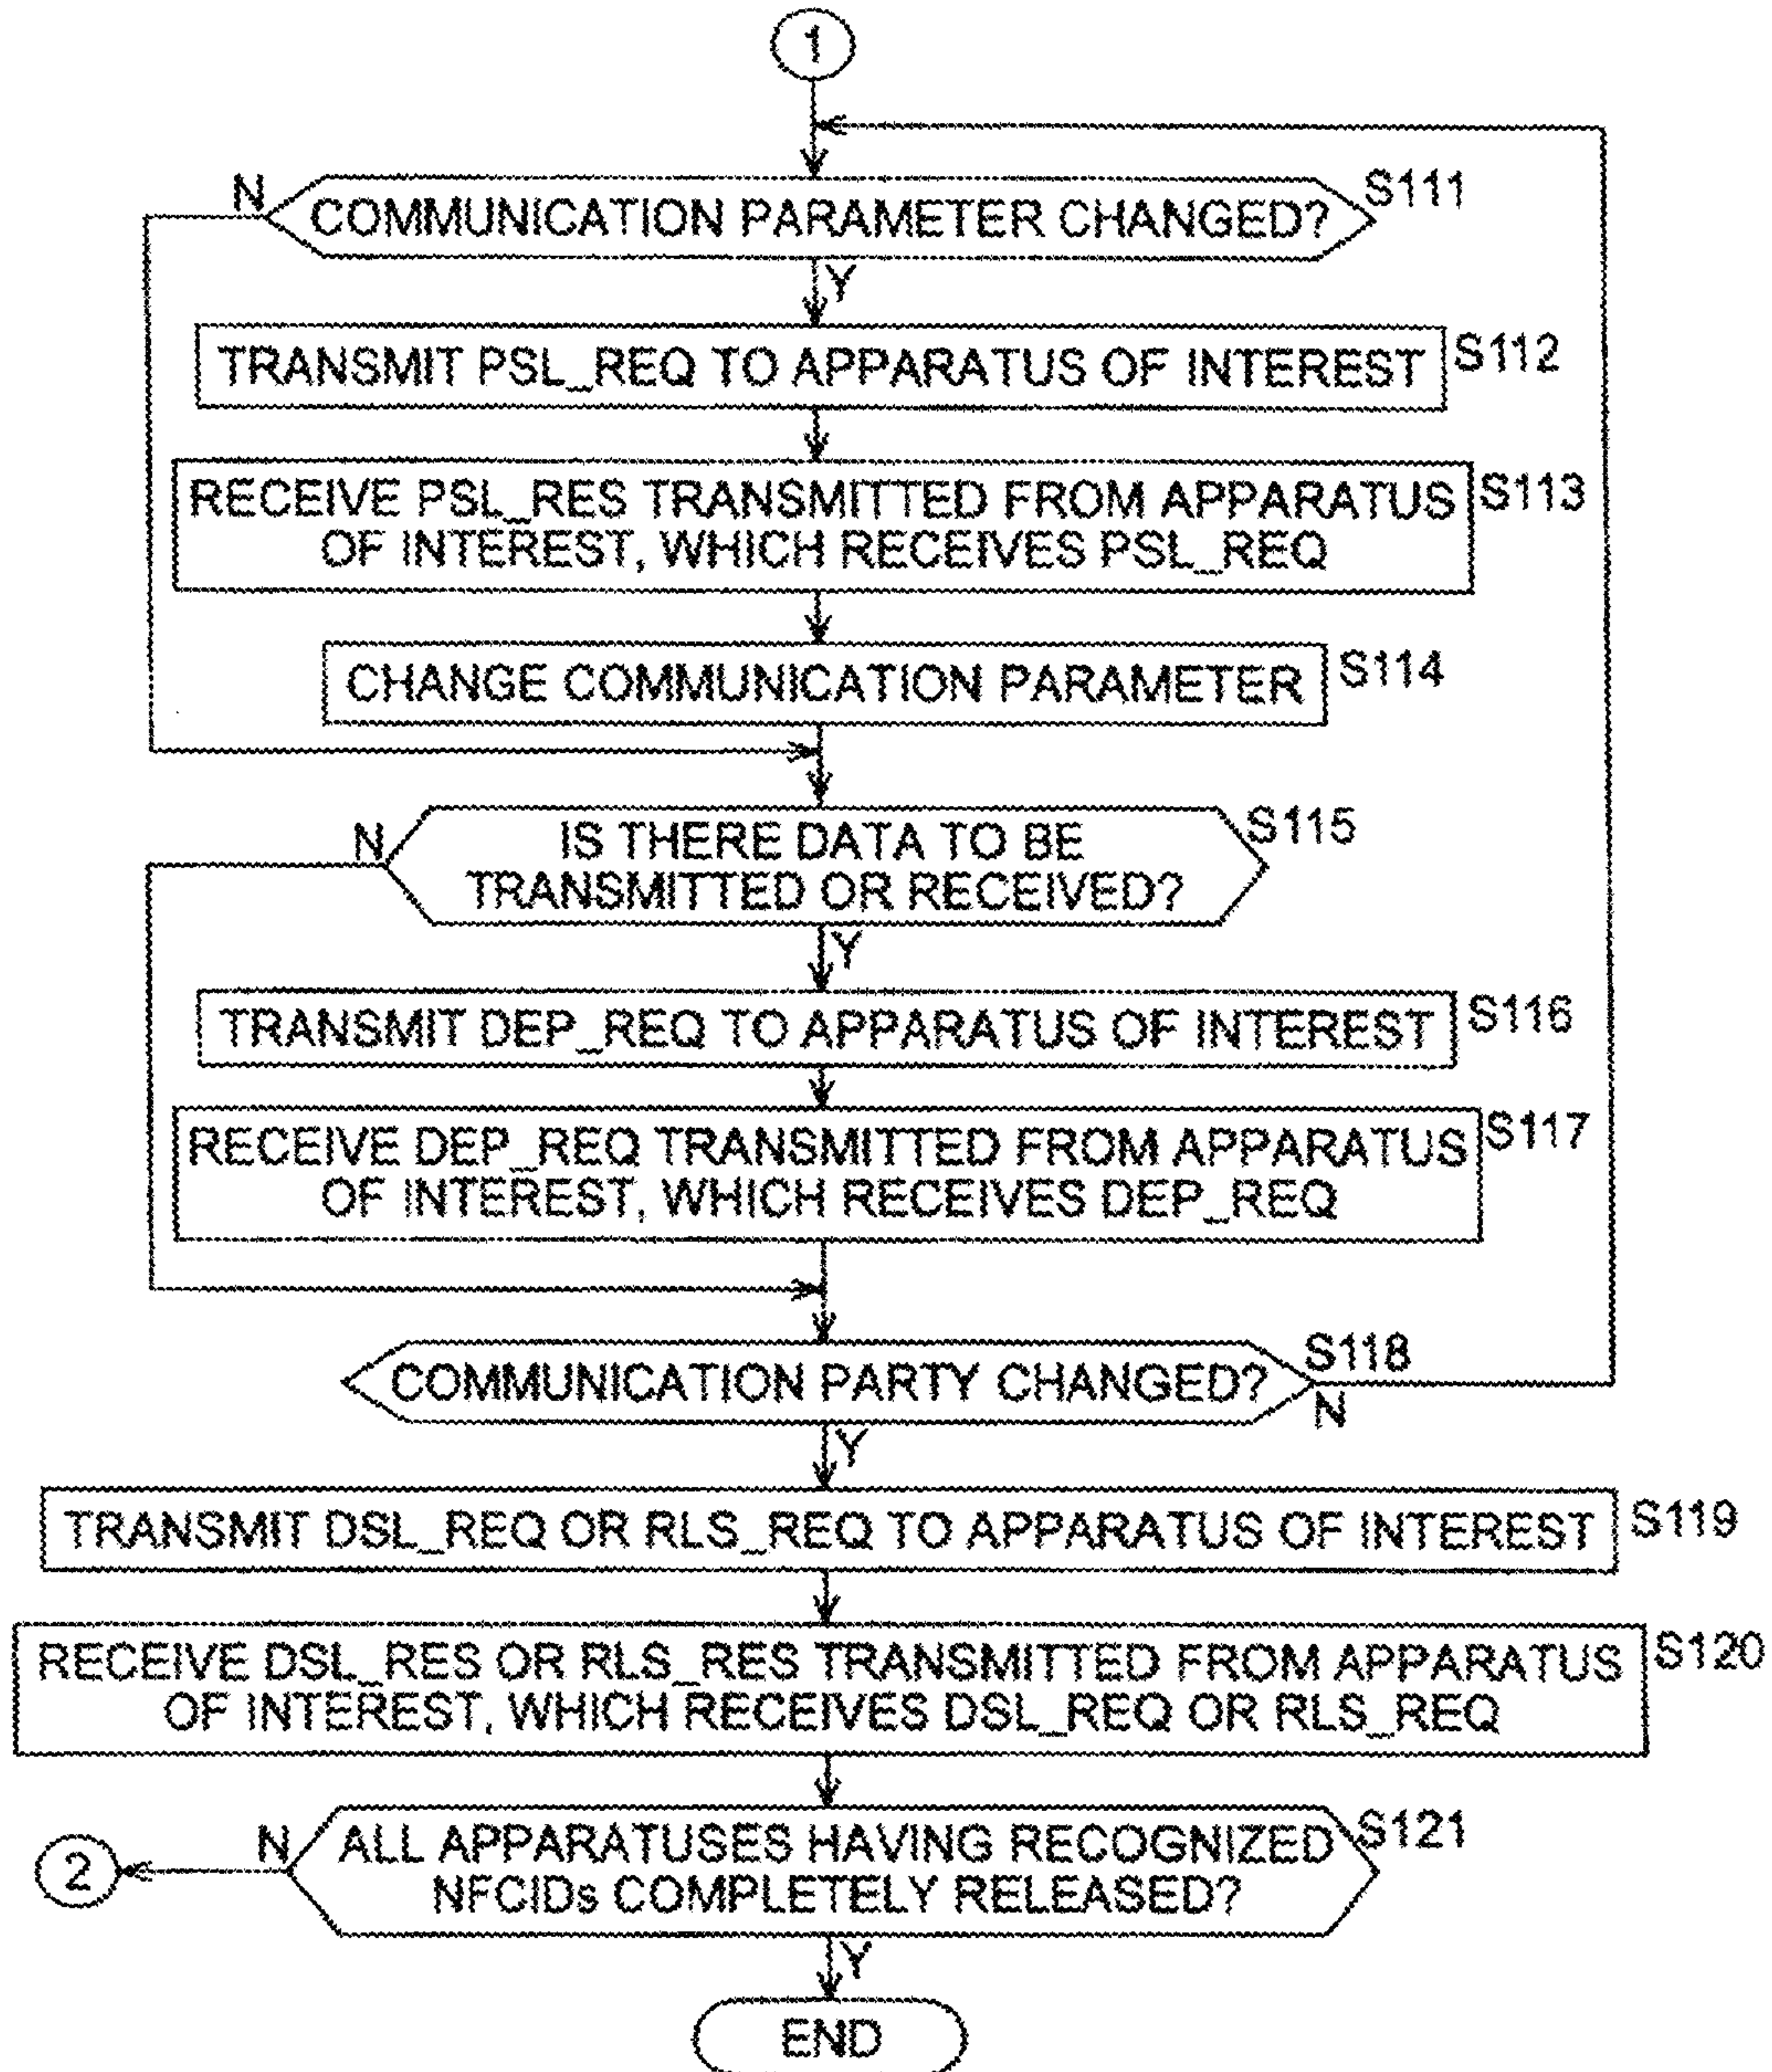 1
N
COMMUNICATION PARAMETER CHANGED?
S111
Y
TRANSMIT PSL_REQ TO APPARATUS OF INTEREST
S112
RECEIVE PSL_RES TRANSMITTED FROM APPARATUS
OF INTEREST, WHICH RECEIVES PSL_REQ
S113
CHANGE COMMUNICATION PARAMETER
S114
N
IS THERE DATA TO BE
TRANSMITTED OR RECEIVED?
S115
Y
TRANSMIT DEP_REQ TO APPARATUS OF INTEREST
S116
RECEIVE DEP_REQ TRANSMITTED FROM APPARATUS
OF INTEREST, WHICH RECEIVES DEP_REQ
S117
COMMUNICATION PARTY CHANGED?
S118
N
Y
TRANSMIT DSL_REQ OR RLS_REQ TO APPARATUS OF INTEREST
S119
RECEIVE DSL_RES OR RLS_RES TRANSMITTED FROM APPARATUS
OF INTEREST, WHICH RECEIVES DSL_REQ OR RLS_REQ
S120
2
N
ALL APPARATUSES HAVING RECOGNIZED
NFCIDs COMPLETELY RELEASED?
S121
Y
END